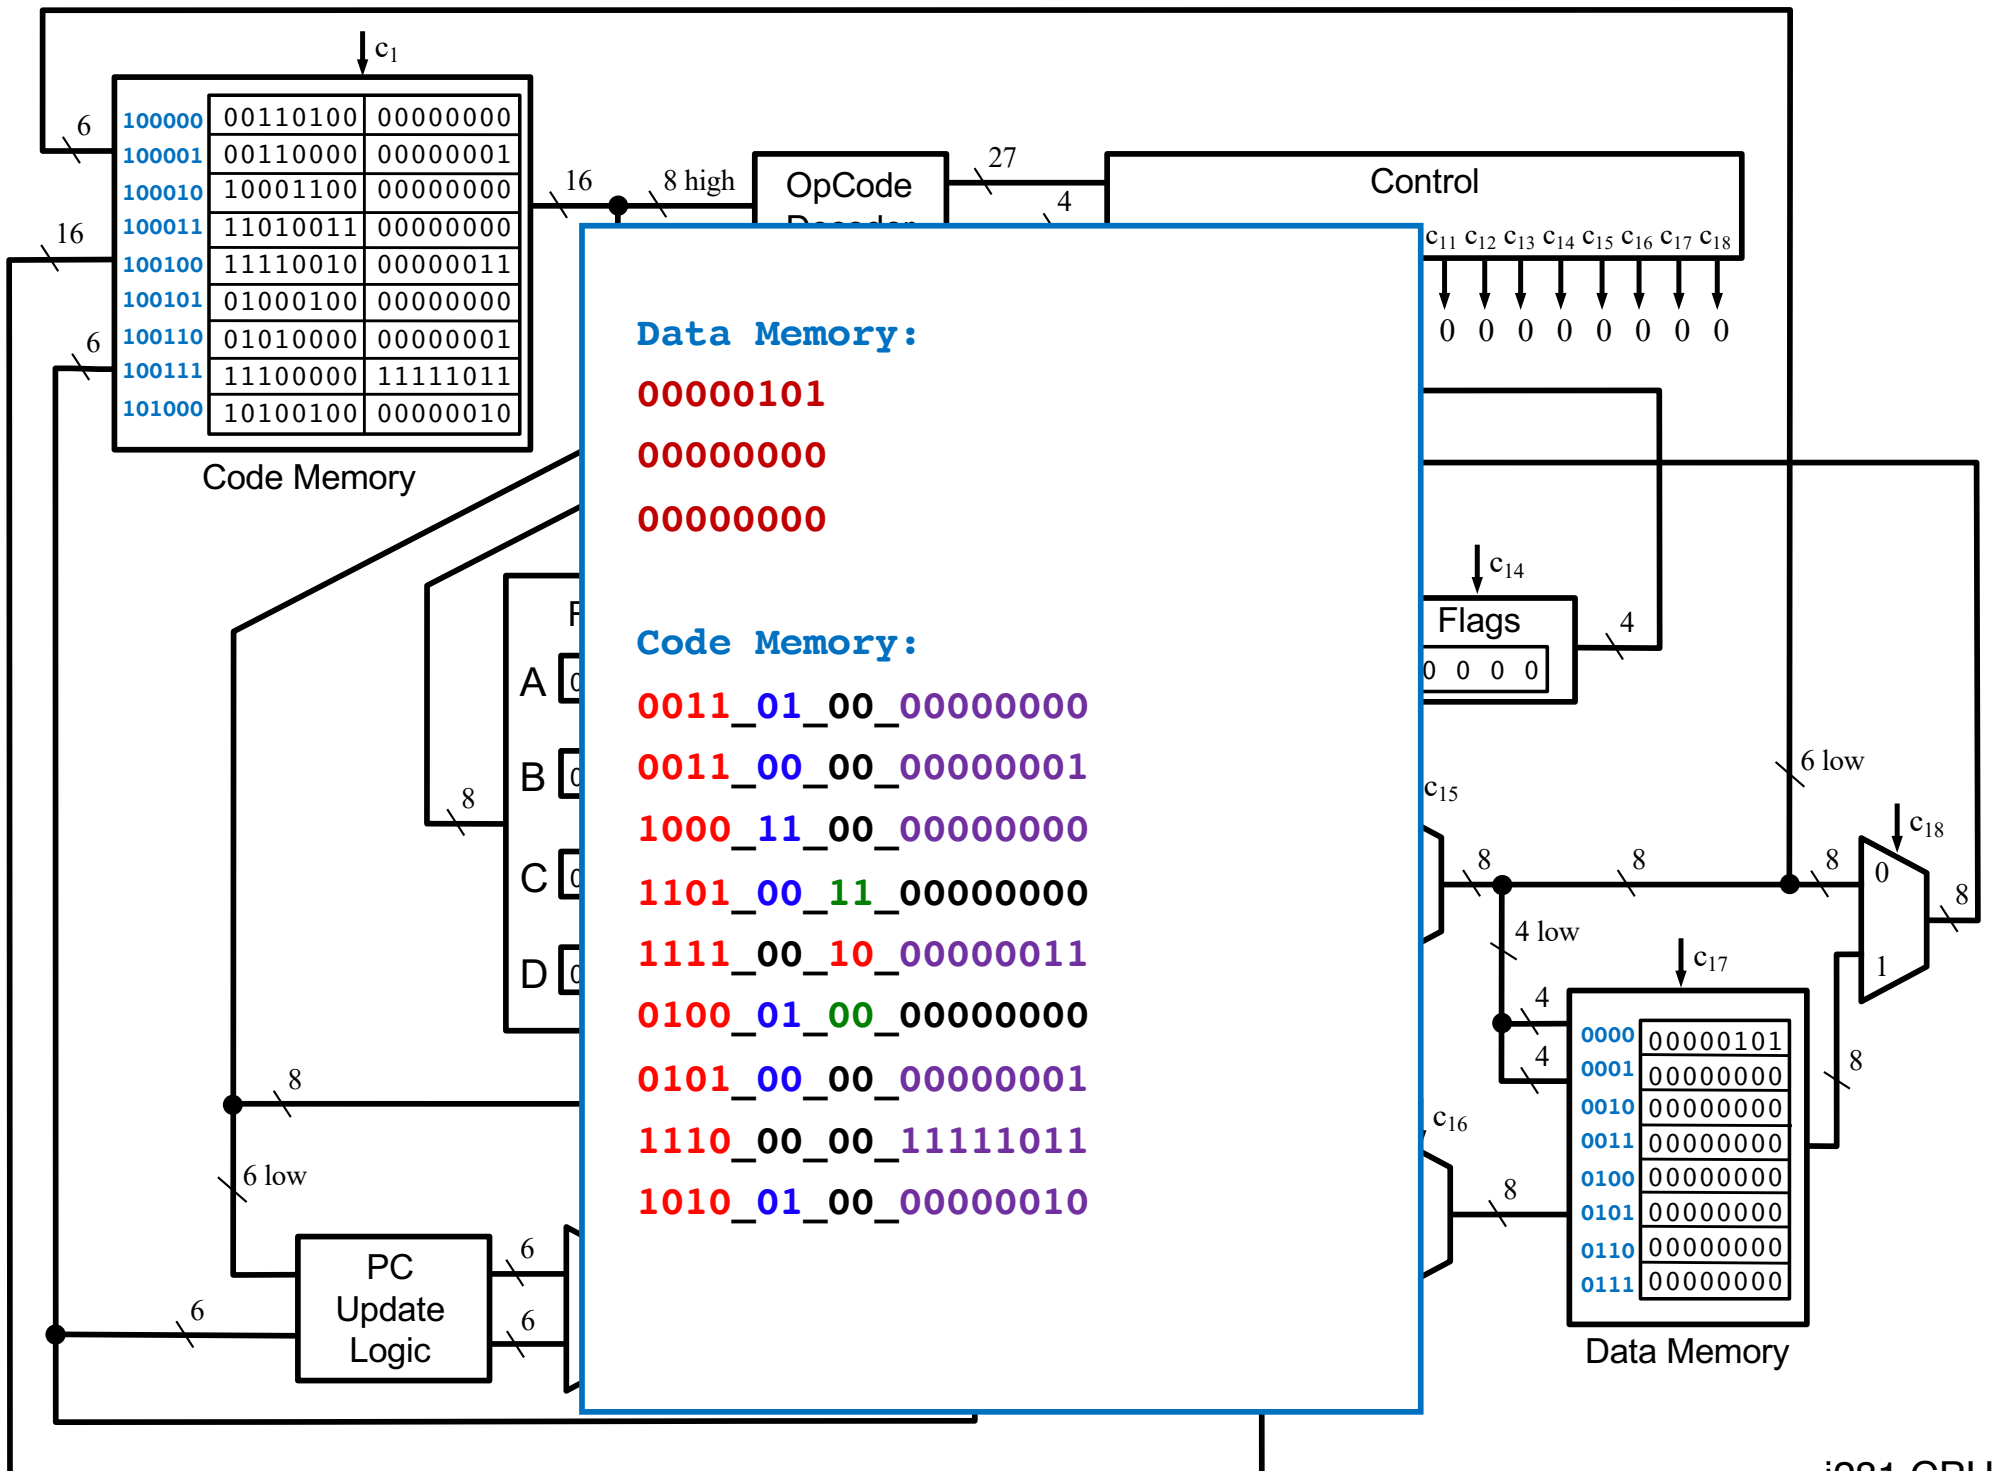 c1
100000 00110100 00000000
100001 00110000 00000001
100010 10001100 00000000
100011 11010011 00000000
100100 11110010 00000011
100101 01000100 00000000
100110 01010000 00000001
100111 11100000 11111011
101000 10100100 00000010
Code Memory
6
16
6
16
8 high
OpCode
Decoder
27
4
Control
c11 c12 c13 c14 c15 c16 c17 c18
0 0 0 0 0 0 0 0
Data Memory:
00000101
00000000
00000000
Code Memory:
0011_01_00_00000000
0011_00_00_00000001
1000_11_00_00000000
1101_00_11_00000000
1111_00_10_00000011
0100_01_00_00000000
0101_00_00_00000001
1110_00_00_11111011
1010_01_00_00000010
A
B
C
D
8
8
6 low
PC
Update
Logic
6
6
6
c14
Flags
0 0 0 0
4
6 low
c15
8
8
8
c18
0
1
8
4 low
c17
4
4
8
c16
8
0000 00000101
0001 00000000
0010 00000000
0011 00000000
0100 00000000
0101 00000000
0110 00000000
0111 00000000
Data Memory